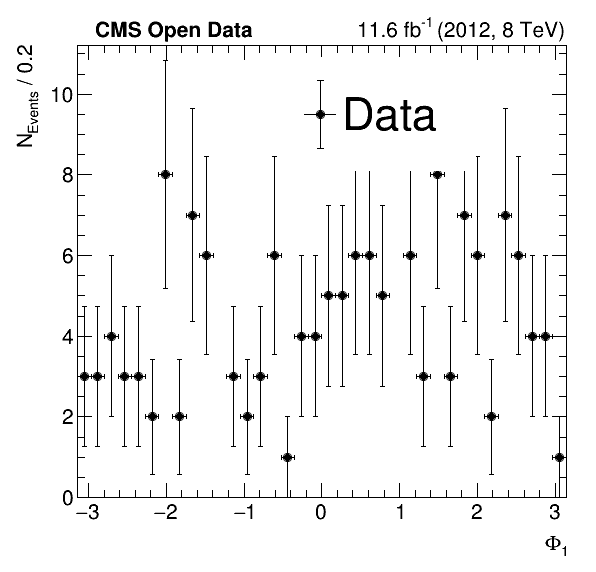 CMS Open Data 11.6 fb⁻¹ (2012, 8 TeV)
N_Events / 0.2
Data
10
8
6
4
2
0
−3 −2 −1 0 1 2 3
Φ₁